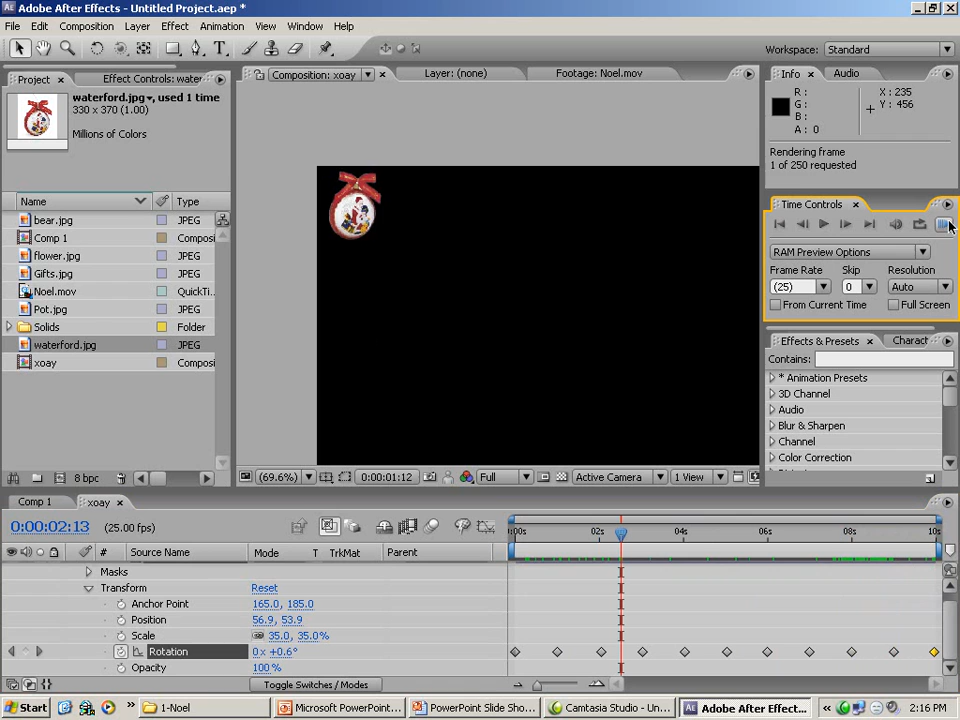 Adobe After Effects - Untitled Project.aep *
File Edit Composition Layer Effect Animation View Window Help
Workspace: Standard
Project × Effect Controls: water
waterford.jpg▾, used 1 time
330 x 370 (1.00)
Millions of Colors
Name Type
bear.jpg JPEG
Comp 1 Composi
flower.jpg JPEG
Gifts.jpg JPEG
Noel.mov QuickTi...
Pot.jpg JPEG
Solids Folder
waterford.jpg JPEG
xoay Composi
8 bpc
Composition: xoay × Layer: (none) Footage: Noel.mov
(69.6%) 0:00:01:12 Full Active Camera 1 View
Info × Audio
R :
G :
B :
A : 0
X : 235
Y : 456
Rendering frame
1 of 250 requested
Time Controls ×
RAM Preview Options
Frame Rate Skip Resolution
(25) 0 Auto
From Current Time Full Screen
Effects & Presets × Charact
Contains:
* Animation Presets
3D Channel
Audio
Blur & Sharpen
Channel
Color Correction
Comp 1 xoay ×
0:00:02:13 (25.00 fps)
:00s 02s 04s 06s 08s 10s
# Source Name Mode T TrkMat Parent
Masks
Transform Reset
Anchor Point 165.0, 185.0
Position 56.9, 53.9
Scale 35.0, 35.0%
Rotation 0x +0.6°
Opacity 100%
Toggle Switches / Modes
Start 1-Noel Microsoft PowerPoint... PowerPoint Slide Sho... Camtasia Studio - Un... Adobe After Effect... 2:16 PM